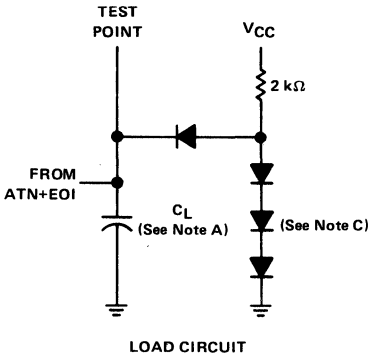 TEST
POINT
VCC
2 kΩ
FROM
ATN+EOI
CL
(See Note A)
(See Note C)
LOAD CIRCUIT